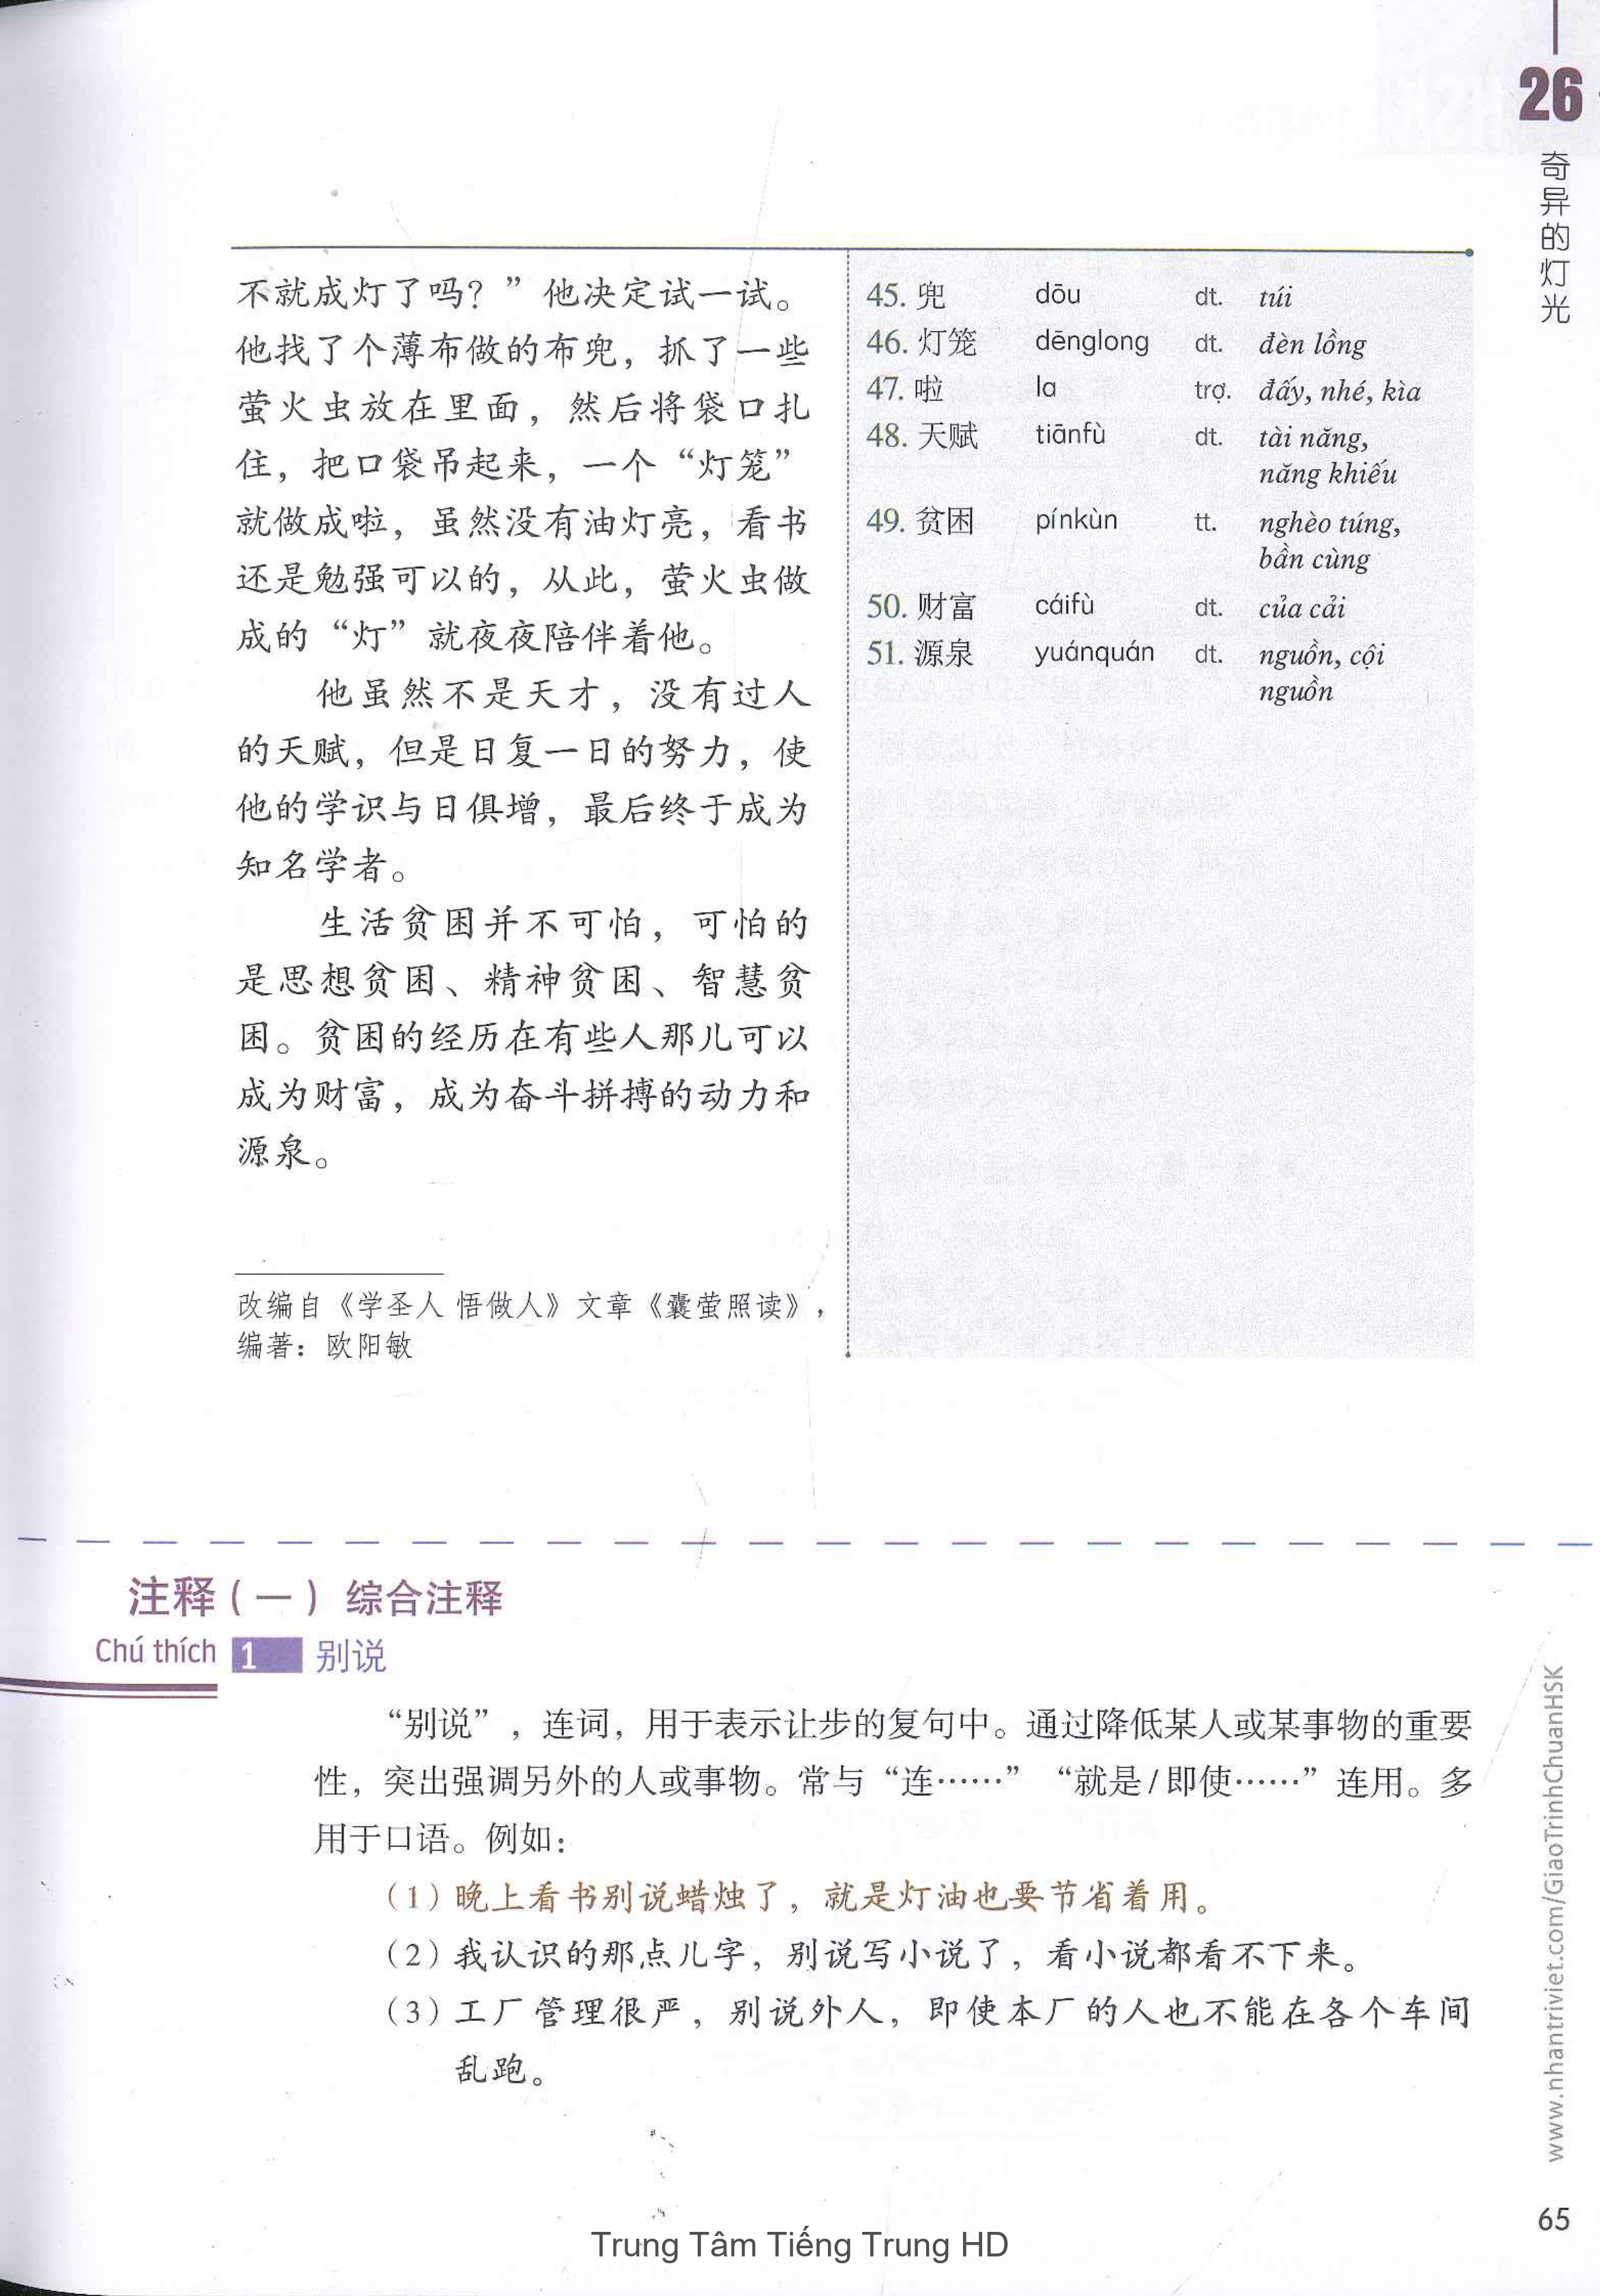 26
奇异的灯光
不就成灯了吗？”他决定试一试。
他找了个薄布做的布兜，抓了一些
萤火虫放在里面，然后将袋口扎
住，把口袋吊起来，一个“灯笼”
就做成啦，虽然没有油灯亮，看书
还是勉强可以的，从此，萤火虫做
成的“灯”就夜夜陪伴着他。
他虽然不是天才，没有过人
的天赋，但是日复一日的努力，使
他的学识与日俱增，最后终于成为
知名学者。
生活贫困并不可怕，可怕的
是思想贫困、精神贫困、智慧贫
困。贫困的经历在有些人那儿可以
成为财富，成为奋斗拼搏的动力和
源泉。
改编自《学圣人 悟做人》文章《囊萤照读》，
编著：欧阳敏
45. 兜 dōu dt. túi
46. 灯笼 dēnglong dt. đèn lồng
47. 啦 la trợ. đấy, nhé, kìa
48. 天赋 tiānfù dt. tài năng,
năng khiếu
49. 贫困 pínkùn tt. nghèo túng,
bần cùng
50. 财富 cáifù dt. của cải
51. 源泉 yuánquán dt. nguồn, cội
nguồn
注释（一）综合注释
Chú thích 1 别说
“别说”，连词，用于表示让步的复句中。通过降低某人或某事物的重要
性，突出强调另外的人或事物。常与“连……”“就是/即使……”连用。多
用于口语。例如：
（1）晚上看书别说蜡烛了，就是灯油也要节省着用。
（2）我认识的那点儿字，别说写小说了，看小说都看不下来。
（3）工厂管理很严，别说外人，即使本厂的人也不能在各个车间
乱跑。
www.nhantriviet.com/GiaoTrinhChuanHSK
65
Trung Tâm Tiếng Trung HD